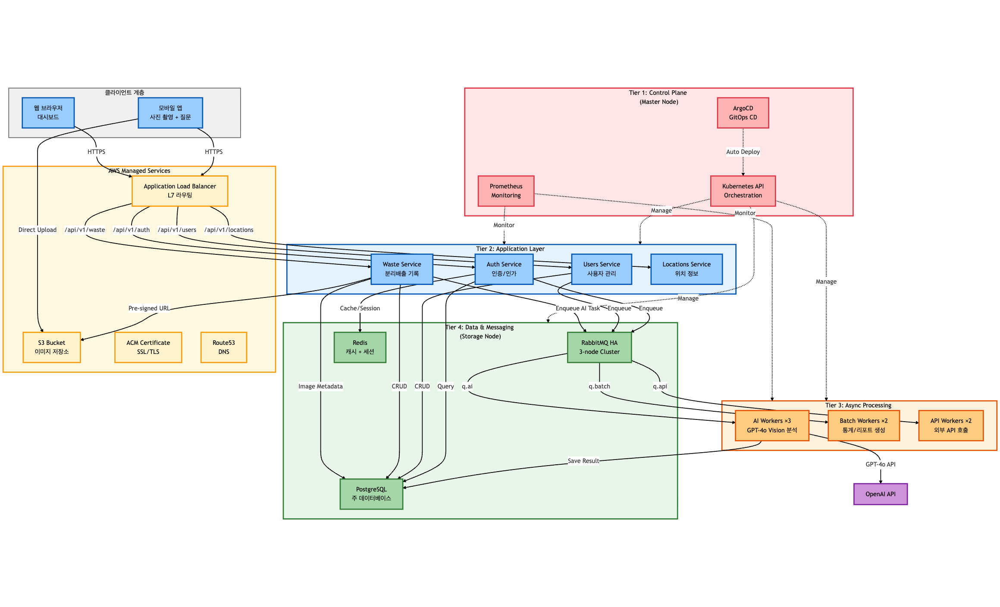 클라이언트 계층
웹 브라우저
대시보드
모바일 앱
사진 촬영 + 질문
Tier 1: Control Plane
(Master Node)
ArgoCD
GitOps CD
HTTPS
HTTPS
Auto Deploy
AWS Managed Services
Application Load Balancer
L7 라우팅
Prometheus
Monitoring
Kubernetes API
Orchestration
Manage
Monitor
Monitor
Direct Upload
/api/v1/waste
/api/v1/auth
/api/v1/users
/api/v1/locations
Tier 2: Application Layer
Waste Service
분리배출 기록
Auth Service
인증/인가
Users Service
사용자 관리
Locations Service
위치 정보
Manage
Manage
Pre-signed URL
Cache/Session
Enqueue AI Task
Enqueue
Enqueue
S3 Bucket
이미지 저장소
ACM Certificate
SSL/TLS
Route53
DNS
Tier 4: Data & Messaging
(Storage Node)
Redis
캐시 + 세션
RabbitMQ HA
3-node Cluster
Image Metadata
CRUD
CRUD
Query
q.ai
q.batch
q.api
Tier 3: Async Processing
AI Workers ×3
GPT-4o Vision 분석
Batch Workers ×2
통계/리포트 생성
API Workers ×2
외부 API 호출
Save Result
GPT-4o API
PostgreSQL
주 데이터베이스
OpenAI API